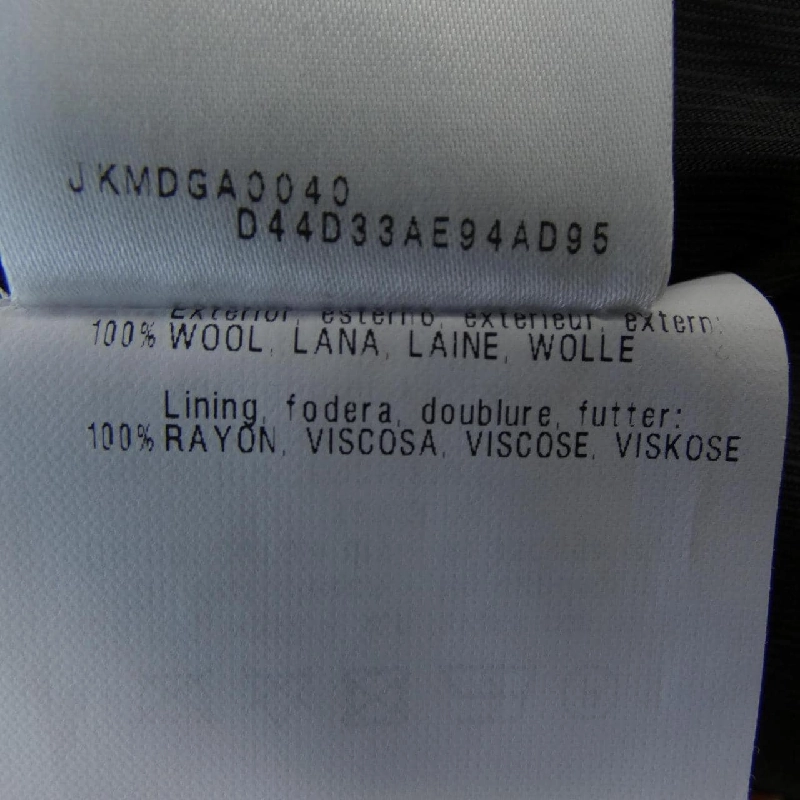 JKMDGA0040
D44D33AE94AD95
Exterior, esterno, exterieur, extern:
100% WOOL, LANA, LAINE, WOLLE
Lining, fodera, doublure, futter:
100% RAYON, VISCOSA, VISCOSE, VISKOSE